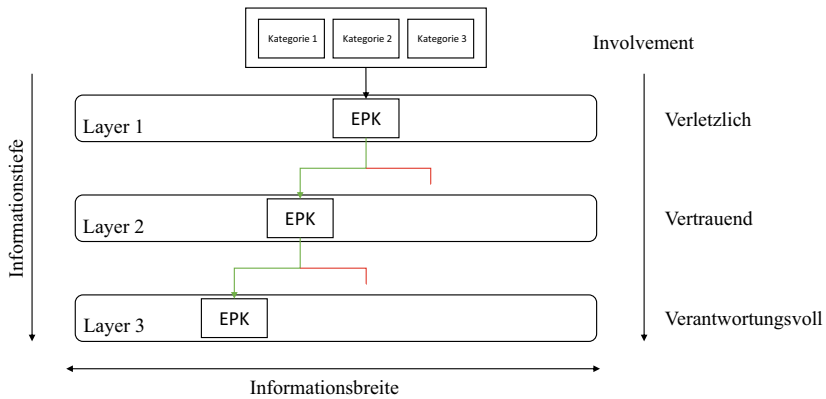 Kategorie 1
Kategorie 2
Kategorie 3
Involvement
Layer 1
EPK
Verletzlich
Informationstiefe
Layer 2
EPK
Vertrauend
Layer 3
EPK
Verantwortungsvoll
Informationsbreite